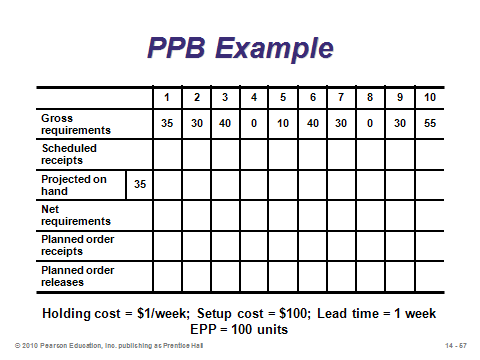 PPB Example
1 2 3 4 5 6 7 8 9 10
Gross
requirements 35 30 40 0 10 40 30 0 30 55
Scheduled
receipts
Projected on
hand 35
Net
requirements
Planned order
receipts
Planned order
releases
Holding cost = $1/week; Setup cost = $100; Lead time = 1 week
EPP = 100 units
© 2010 Pearson Education, Inc. publishing as Prentice Hall
14 - 57